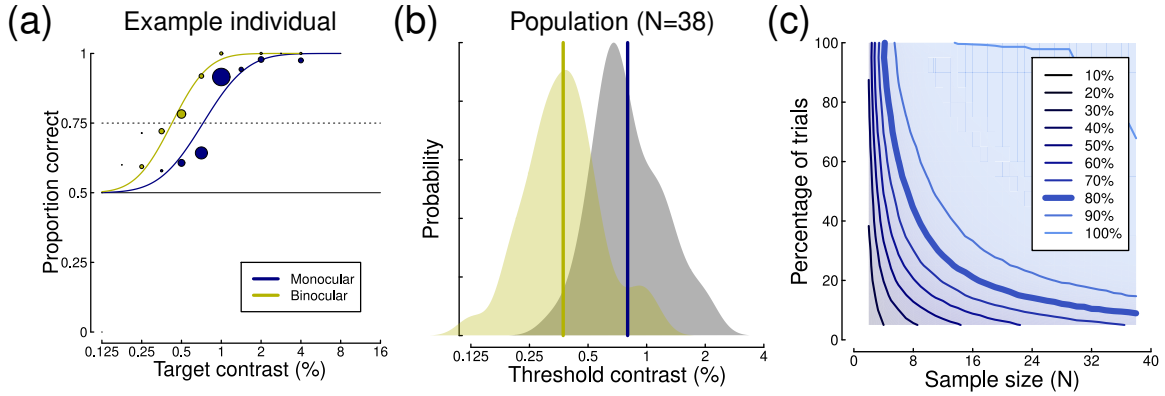 (a)
Example individual
Proportion correct
1
0.75
0.5
0.25
0
Monocular
Binocular
0.125 0.25 0.5 1 2 4 8 16
Target contrast (%)
(b)
Population (N=38)
Probability
0.125 0.5 1 2 4
Threshold contrast (%)
(c)
Percentage of trials
100
80
60
40
20
0
10%
20%
30%
40%
50%
60%
70%
80%
90%
100%
0 8 16 24 32 40
Sample size (N)